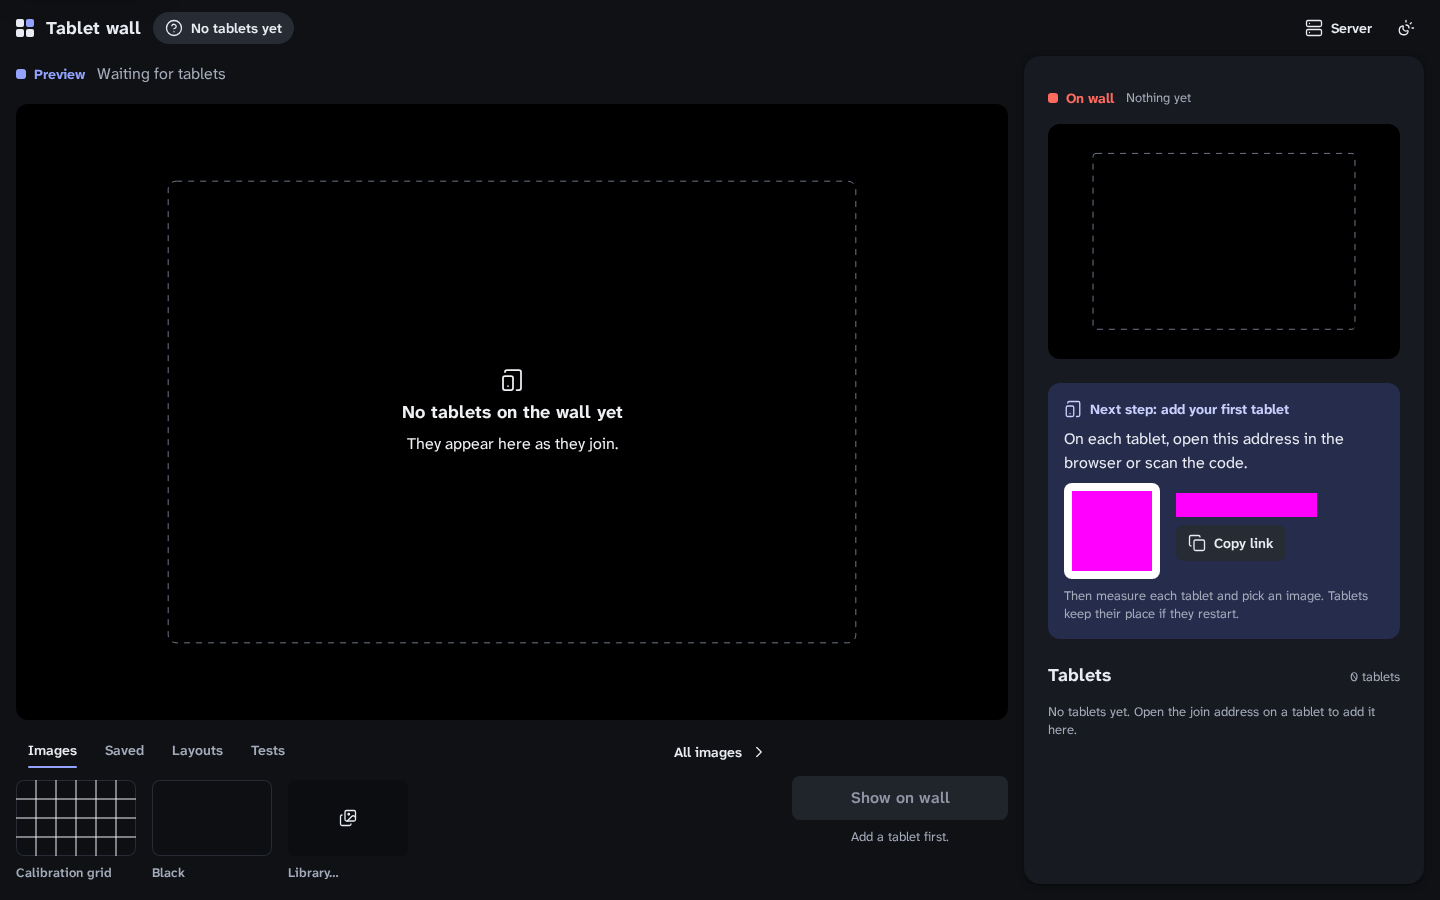 Tablet wall
No tablets yet
Server
Preview
Waiting for tablets
On wall
Nothing yet
No tablets on the wall yet
They appear here as they join.
Next step: add your first tablet
On each tablet, open this address in the
browser or scan the code.
Copy link
Then measure each tablet and pick an image. Tablets
keep their place if they restart.
Tablets
0 tablets
No tablets yet. Open the join address on a tablet to add it
here.
Images
Saved
Layouts
Tests
All images
Calibration grid
Black
Library...
Show on wall
Add a tablet first.